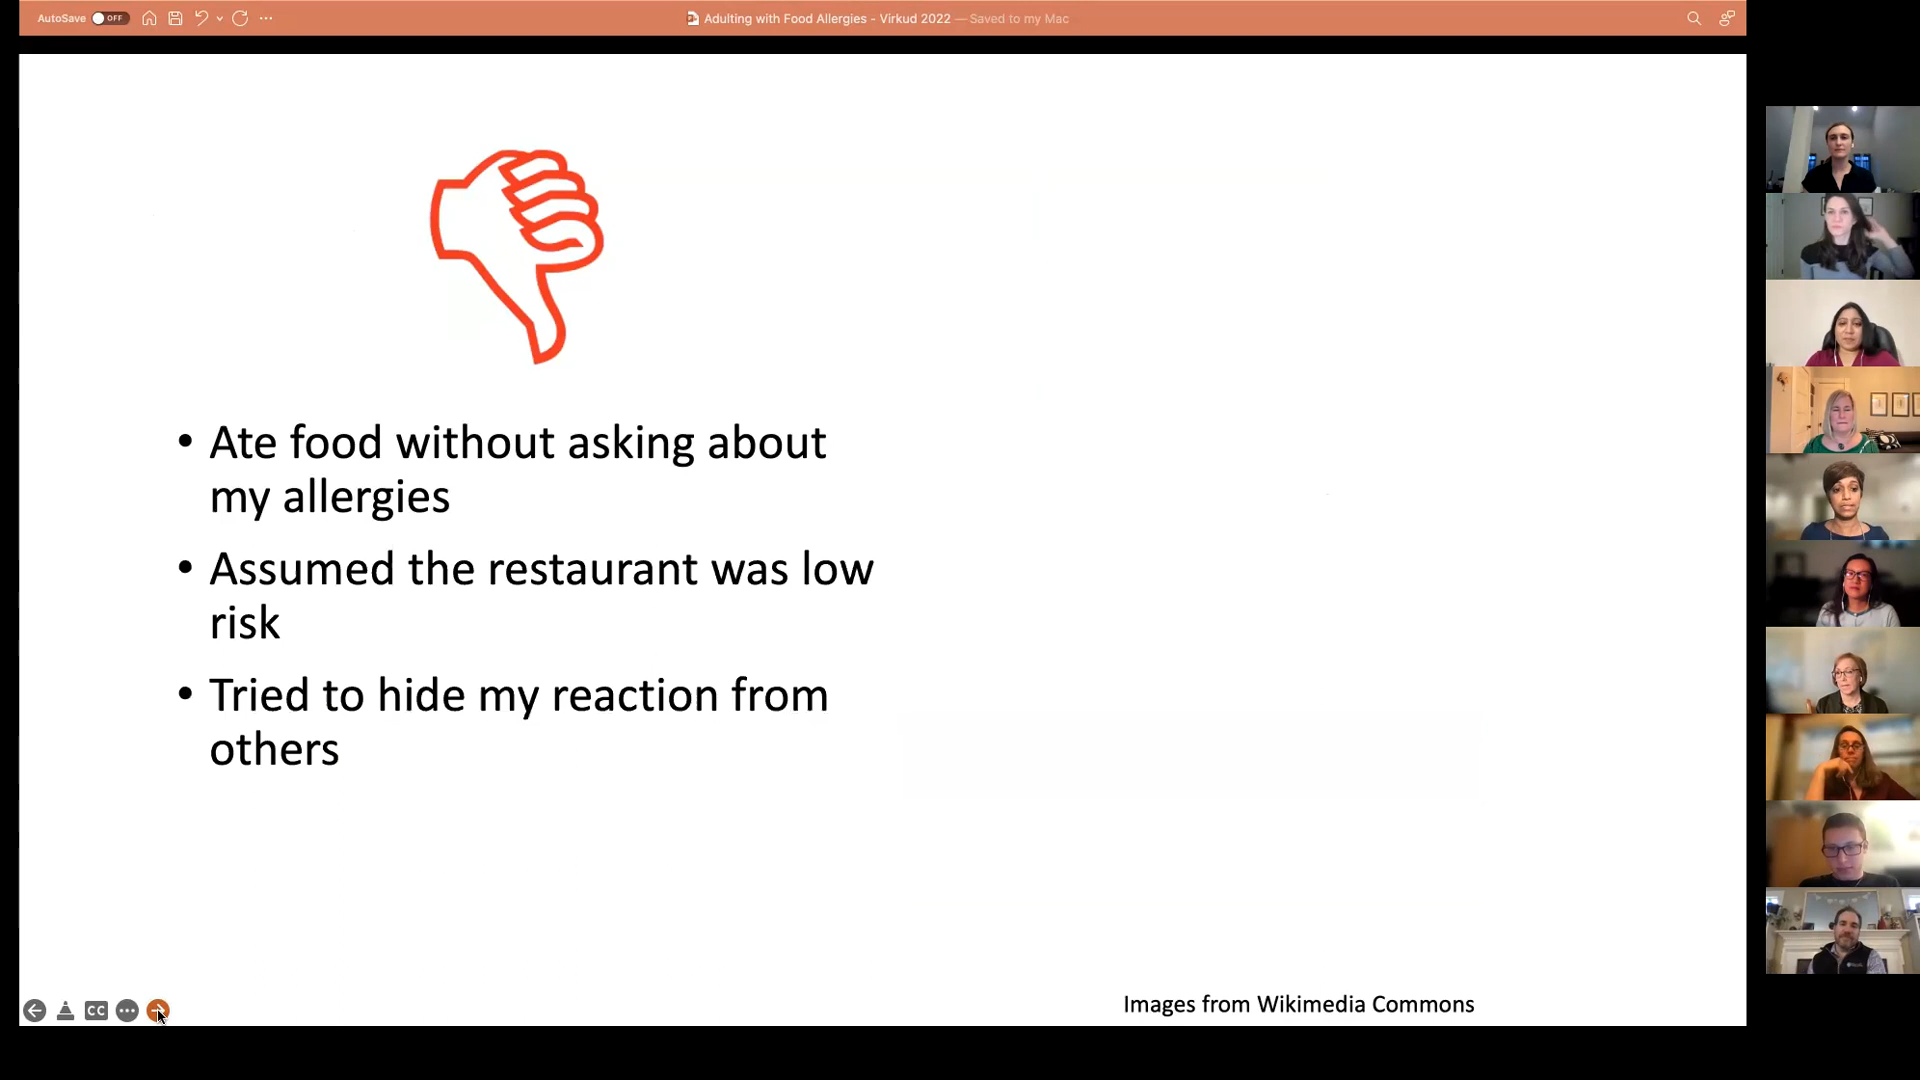 AutoSave OFF
Adulting with Food Allergies - Virkud 2022 — Saved to my Mac
• Ate food without asking about
my allergies
• Assumed the restaurant was low
risk
• Tried to hide my reaction from
others
CC
Images from Wikimedia Commons